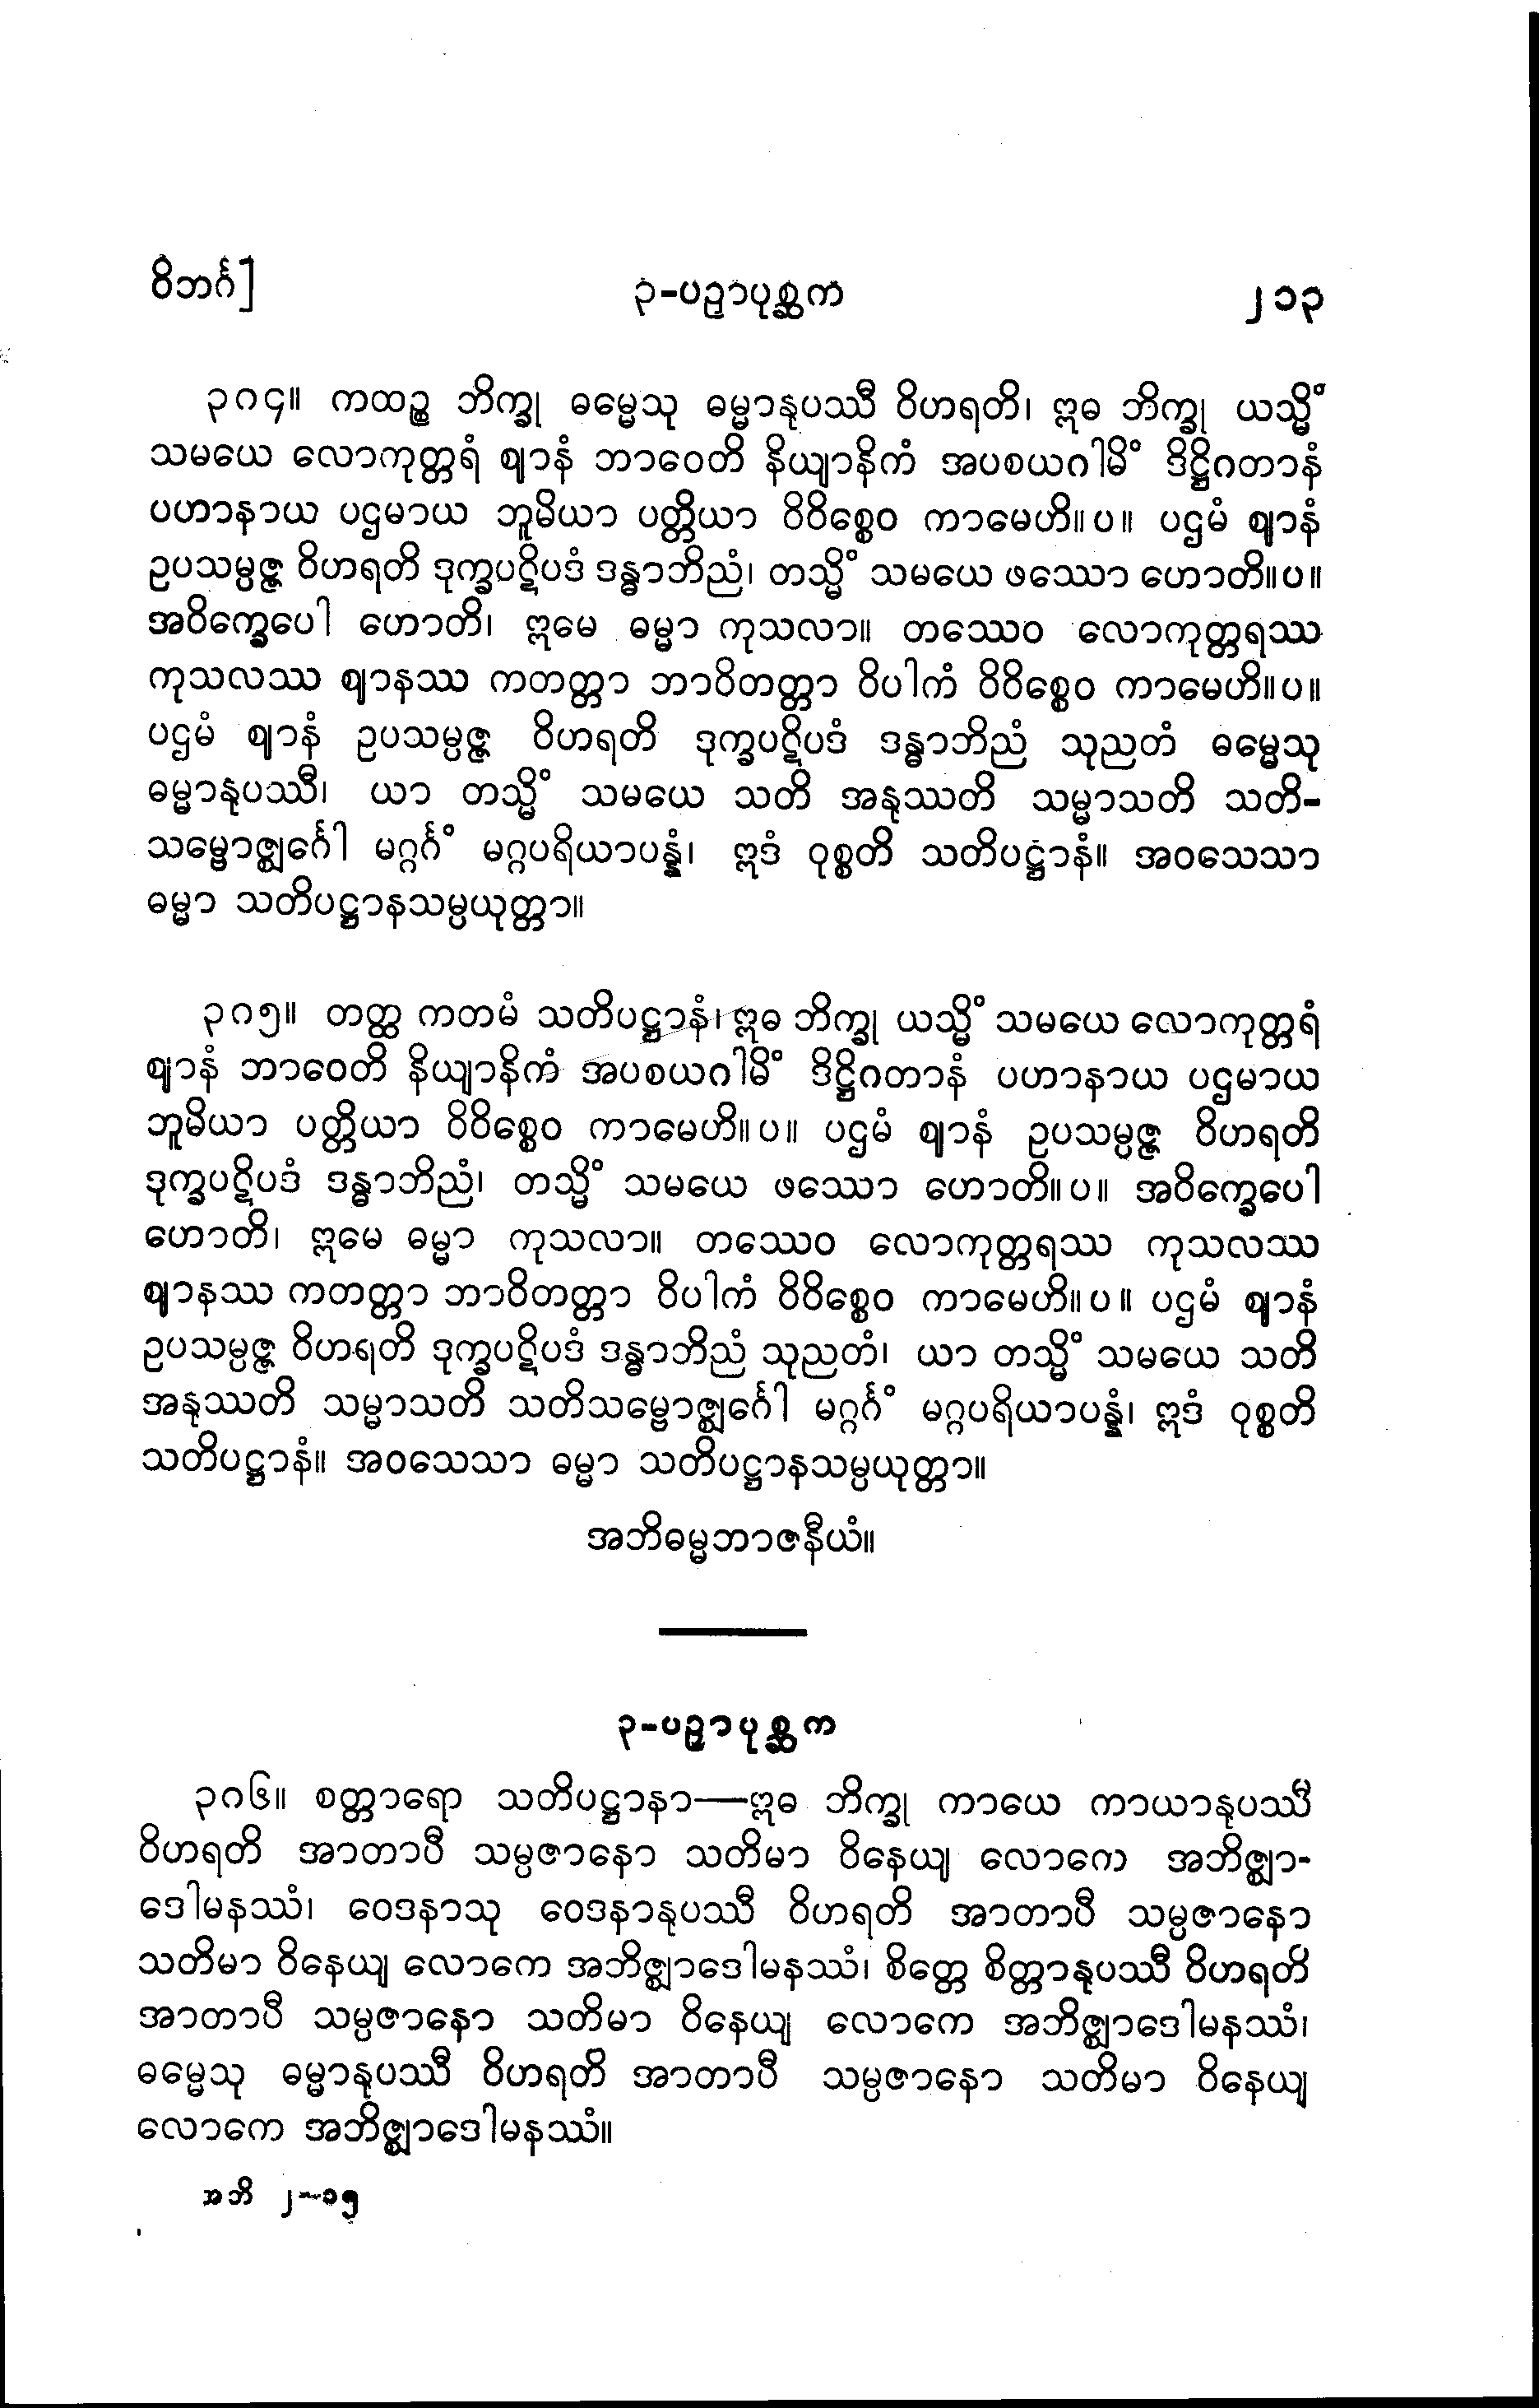 ဝိဘင်္ဂ]
၃-ပဉှာပုစ္ဆက
၂၁၃
၃၈၄။ ကထဉ္စ ဘိက္ခု ဓမ္မေသု ဓမ္မာနုပဿီ ဝိဟရတိ၊ ဣဓ ဘိက္ခု ယသ္မိံ
သမယေ လောကုတ္တရံ ဈာနံ ဘာဝေတိ နိယျာနိကံ အပစယဂါမိံ ဒိဋ္ဌိဂတာနံ
ပဟာနာယ ပဌမာယ ဘူမိယာ ပတ္တိယာ ဝိဝိစ္စေဝ ကာမေဟိ။ပ။ ပဌမံ ဈာနံ
ဥပသမ္ပဇ္ဇ ဝိဟရတိ ဒုက္ခပဋိပဒံ ဒန္ဓာဘိညံ၊ တသ္မိံ သမယေ ဖဿော ဟောတိ။ပ။
အဝိက္ခေပေါ ဟောတိ၊ ဣမေ ဓမ္မာ ကုသလာ။ တဿေဝ လောကုတ္တရဿ
ကုသလဿ ဈာနဿ ကတတ္တာ ဘာဝိတတ္တာ ဝိပါကံ ဝိဝိစ္စေဝ ကာမေဟိ။ပ။
ပဌမံ ဈာနံ ဥပသမ္ပဇ္ဇ ဝိဟရတိ ဒုက္ခပဋိပဒံ ဒန္ဓာဘိညံ သုညတံ ဓမ္မေသု
ဓမ္မာနုပဿီ၊ ယာ တသ္မိံ သမယေ သတိ အနုဿတိ သမ္မာသတိ သတိ-
သမ္ဗောဇ္ဈင်္ဂေါ မဂ္ဂင်္ဂံ မဂ္ဂပရိယာပန္နံ၊ ဣဒံ ဝုစ္စတိ သတိပဋ္ဌာနံ။ အဝသေသာ
ဓမ္မာ သတိပဋ္ဌာနသမ္ပယုတ္တာ။
၃၈၅။ တတ္ထ ကတမံ သတိပဋ္ဌာနံ၊ ဣဓ ဘိက္ခု ယသ္မိံ သမယေ လောကုတ္တရံ
ဈာနံ ဘာဝေတိ နိယျာနိကံ အပစယဂါမိံ ဒိဋ္ဌိဂတာနံ ပဟာနာယ ပဌမာယ
ဘူမိယာ ပတ္တိယာ ဝိဝိစ္စေဝ ကာမေဟိ။ပ။ ပဌမံ ဈာနံ ဥပသမ္ပဇ္ဇ ဝိဟရတိ
ဒုက္ခပဋိပဒံ ဒန္ဓာဘိညံ၊ တသ္မိံ သမယေ ဖဿော ဟောတိ။ပ။ အဝိက္ခေပေါ
ဟောတိ၊ ဣမေ ဓမ္မာ ကုသလာ။ တဿေဝ လောကုတ္တရဿ ကုသလဿ
ဈာနဿ ကတတ္တာ ဘာဝိတတ္တာ ဝိပါကံ ဝိဝိစ္စေဝ ကာမေဟိ။ပ။ ပဌမံ ဈာနံ
ဥပသမ္ပဇ္ဇ ဝိဟရတိ ဒုက္ခပဋိပဒံ ဒန္ဓာဘိညံ သုညတံ၊ ယာ တသ္မိံ သမယေ သတိ
အနုဿတိ သမ္မာသတိ သတိသမ္ဗောဇ္ဈင်္ဂေါ မဂ္ဂင်္ဂံ မဂ္ဂပရိယာပန္နံ၊ ဣဒံ ဝုစ္စတိ
သတိပဋ္ဌာနံ။ အဝသေသာ ဓမ္မာ သတိပဋ္ဌာနသမ္ပယုတ္တာ။
အဘိဓမ္မဘာဇနီယံ။
၃-ပဉှာပုစ္ဆက
၃၈၆။ စတ္တာရော သတိပဋ္ဌာနာ—ဣဓ ဘိက္ခု ကာယေ ကာယာနုပဿီ
ဝိဟရတိ အာတာပီ သမ္ပဇာနော သတိမာ ဝိနေယျ လောကေ အဘိဇ္ဈာ-
ဒေါမနဿံ၊ ဝေဒနာသု ဝေဒနာနုပဿီ ဝိဟရတိ အာတာပီ သမ္ပဇာနော
သတိမာ ဝိနေယျ လောကေ အဘိဇ္ဈာဒေါမနဿံ၊ စိတ္တေ စိတ္တာနုပဿီ ဝိဟရတိ
အာတာပီ သမ္ပဇာနော သတိမာ ဝိနေယျ လောကေ အဘိဇ္ဈာဒေါမနဿံ၊
ဓမ္မေသု ဓမ္မာနုပဿီ ဝိဟရတိ အာတာပီ သမ္ပဇာနော သတိမာ ဝိနေယျ
လောကေ အဘိဇ္ဈာဒေါမနဿံ။
အဘိ ၂-၁၅